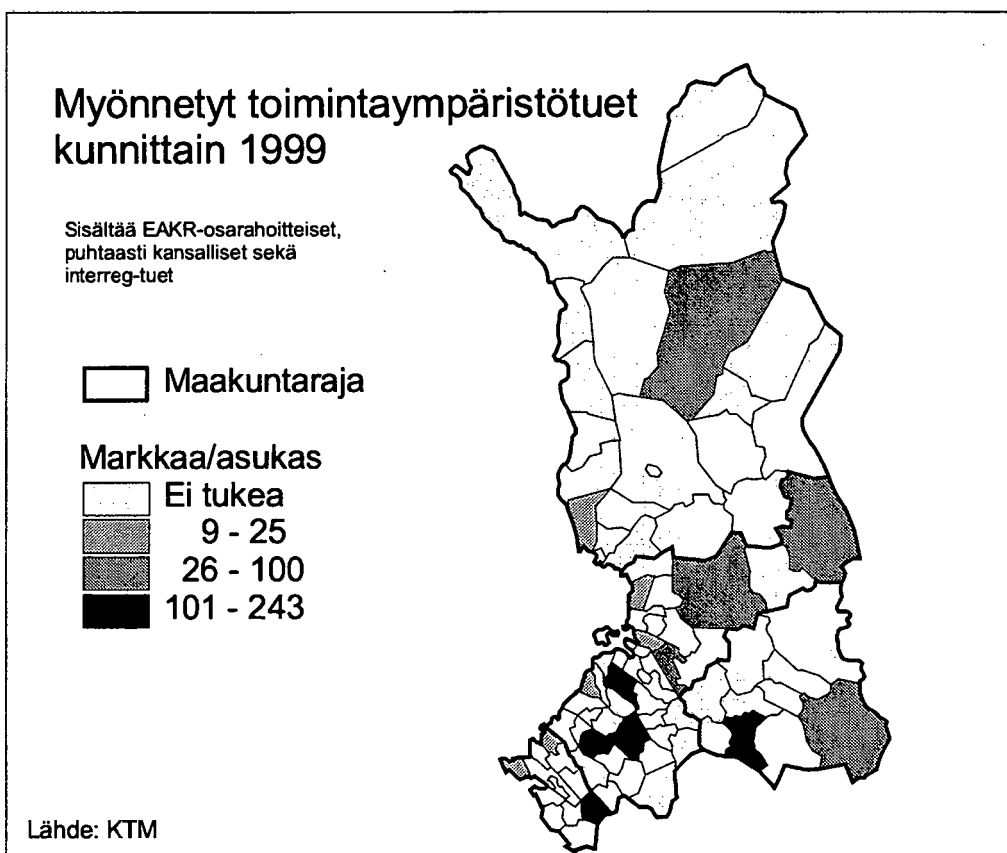 Myönnetyt toimintaympäristötuet
kunnittain 1999
Sisältää EAKR-osarahoitteiset,
puhtaasti kansalliset sekä
interreg-tuet
Maakuntaraja
Markkaa/asukas
Ei tukea
9 - 25
26 - 100
101 - 243
Lähde: KTM